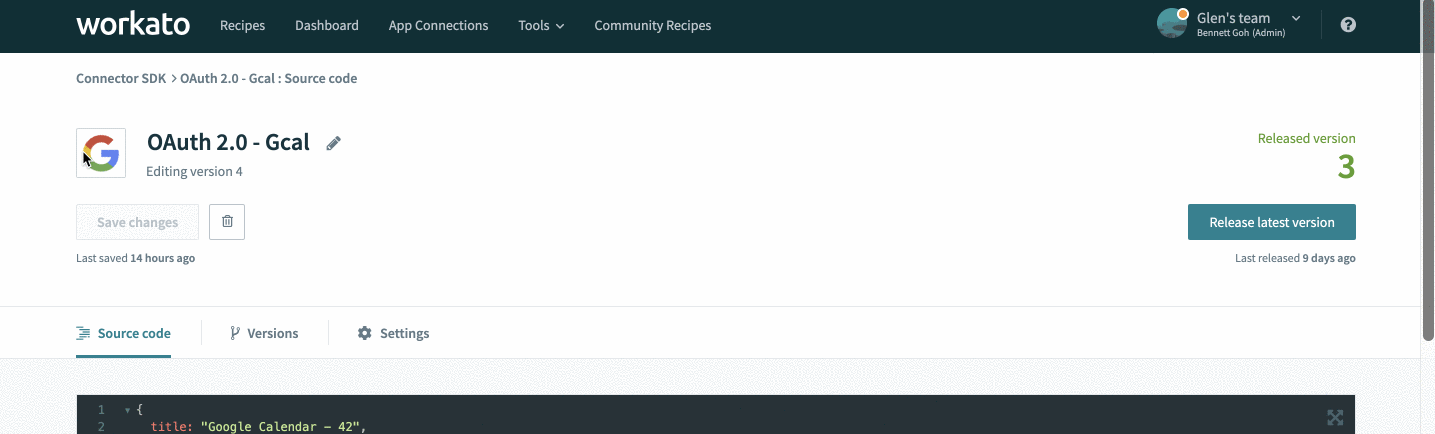 workato Recipes Dashboard App Connections Tools Community Recipes Glen's team
Bennett Goh (Admin)
Connector SDK > OAuth 2.0 - Gcal : Source code
OAuth 2.0 - Gcal
Editing version 4
Released version
3
Save changes
Release latest version
Last saved 14 hours ago
Last released 9 days ago
Source code Versions Settings
1 {
2 title: "Google Calendar – 42",